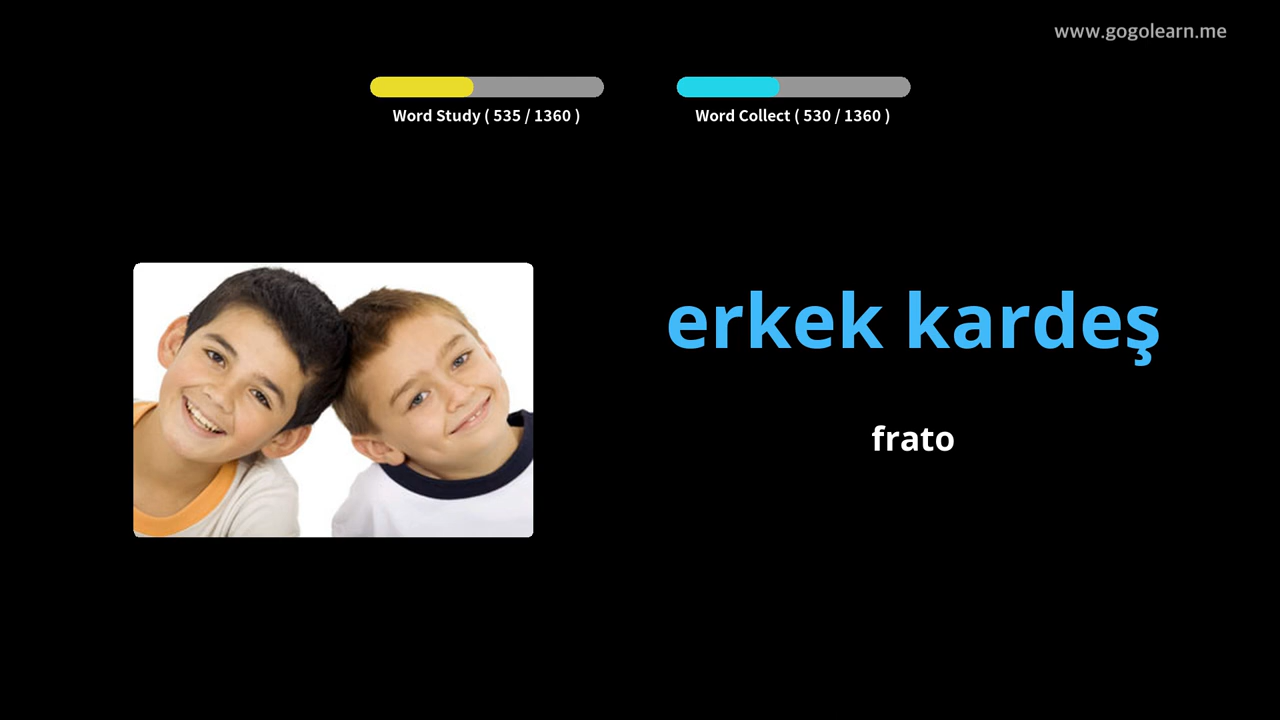 www.gogolearn.me
Word Study ( 535 / 1360 )
Word Collect ( 530 / 1360 )
erkek kardeş
frato